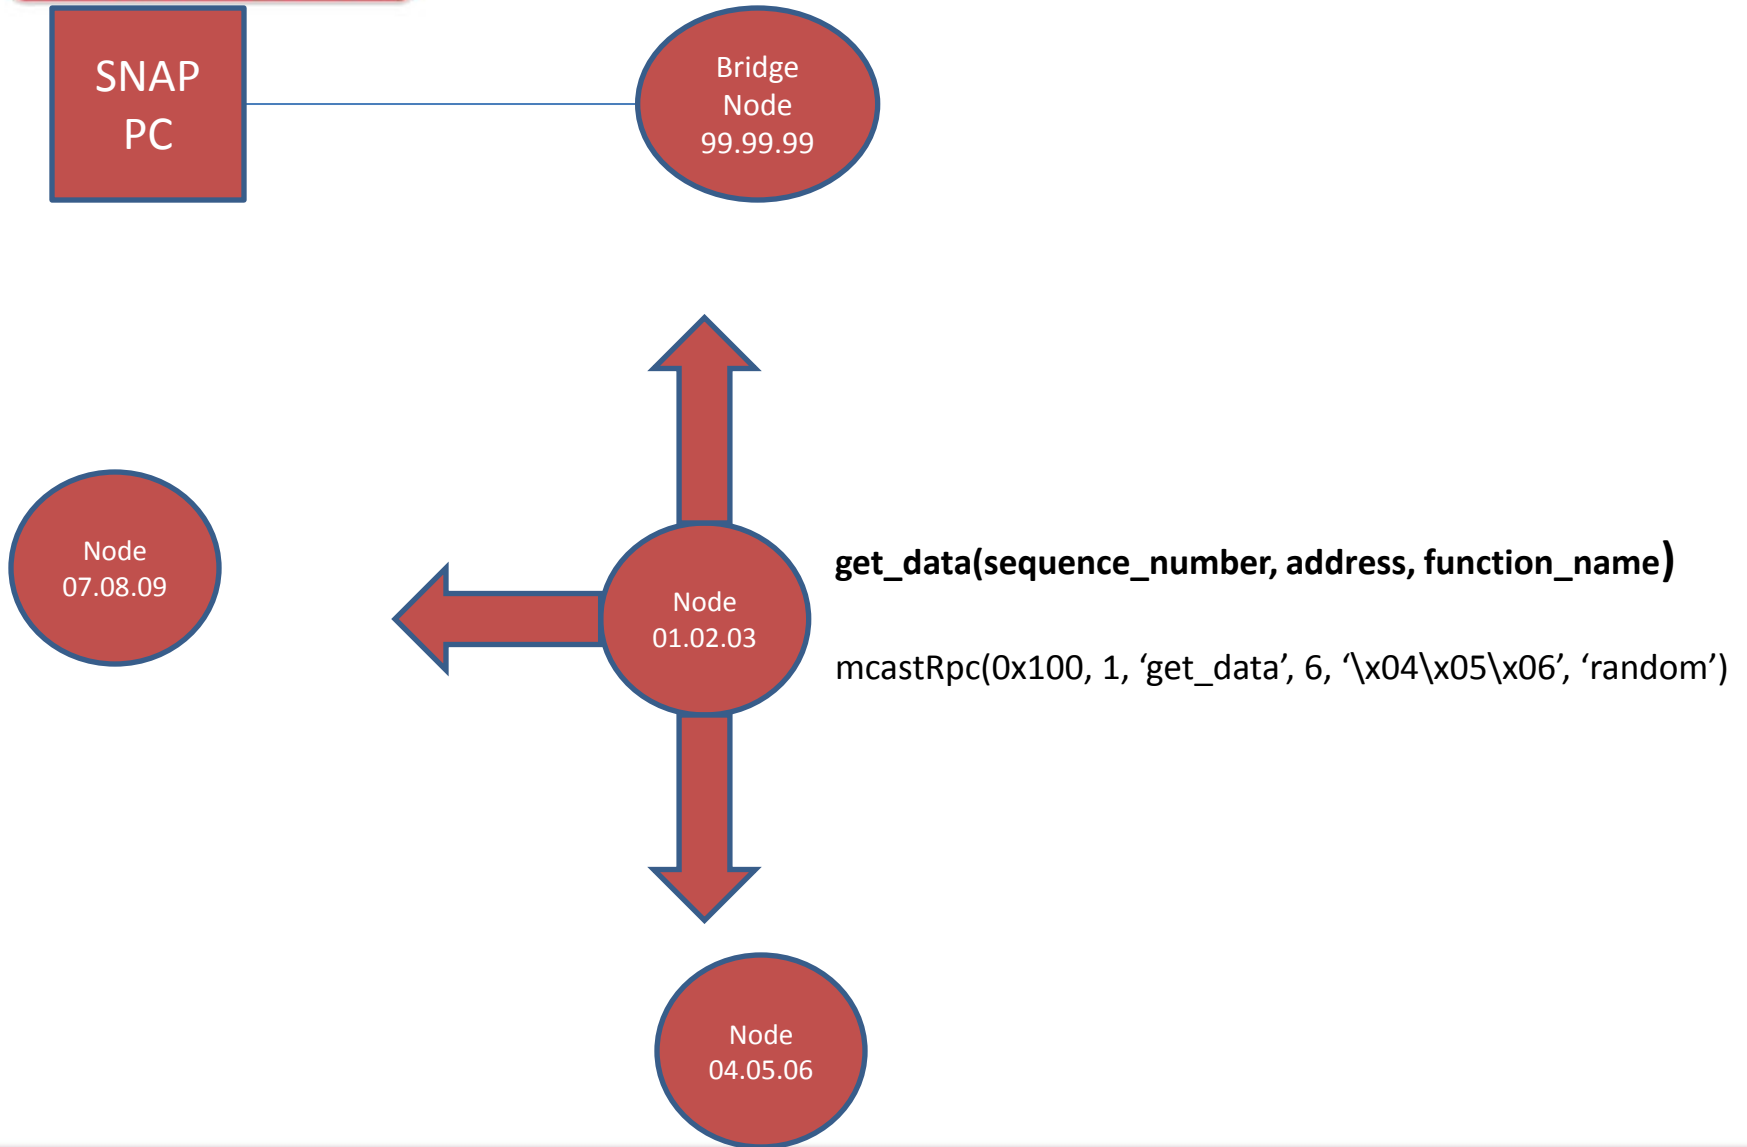 SNAP
PC
Bridge
Node
99.99.99
Node
07.08.09
Node
01.02.03
get_data(sequence_number, address, function_name)
mcastRpc(0x100, 1, ‘get_data’, 6, ‘\x04\x05\x06’, ‘random’)
Node
04.05.06